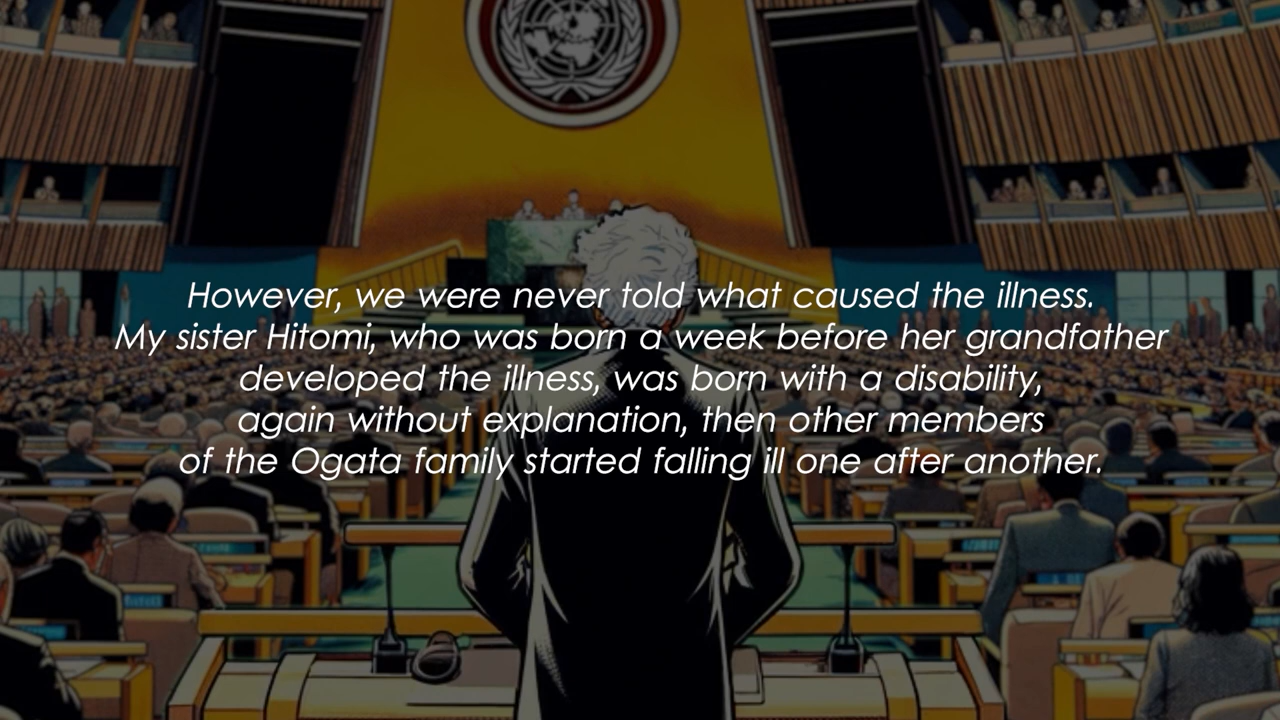 However, we were never told what caused the illness.
My sister Hitomi, who was born a week before her grandfather
developed the illness, was born with a disability,
again without explanation, then other members
of the Ogata family started falling ill one after another.